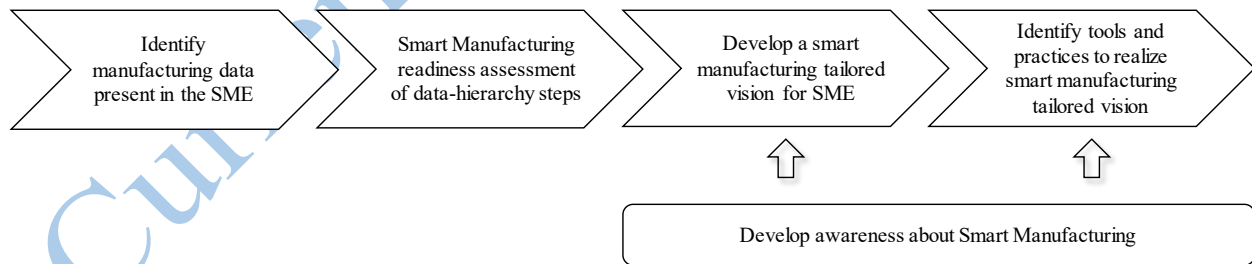 Identify
manufacturing data
present in the SME
Smart Manufacturing
readiness assessment
of data-hierarchy steps
Develop a smart
manufacturing tailored
vision for SME
Identify tools and
practices to realize
smart manufacturing
tailored vision
Develop awareness about Smart Manufacturing